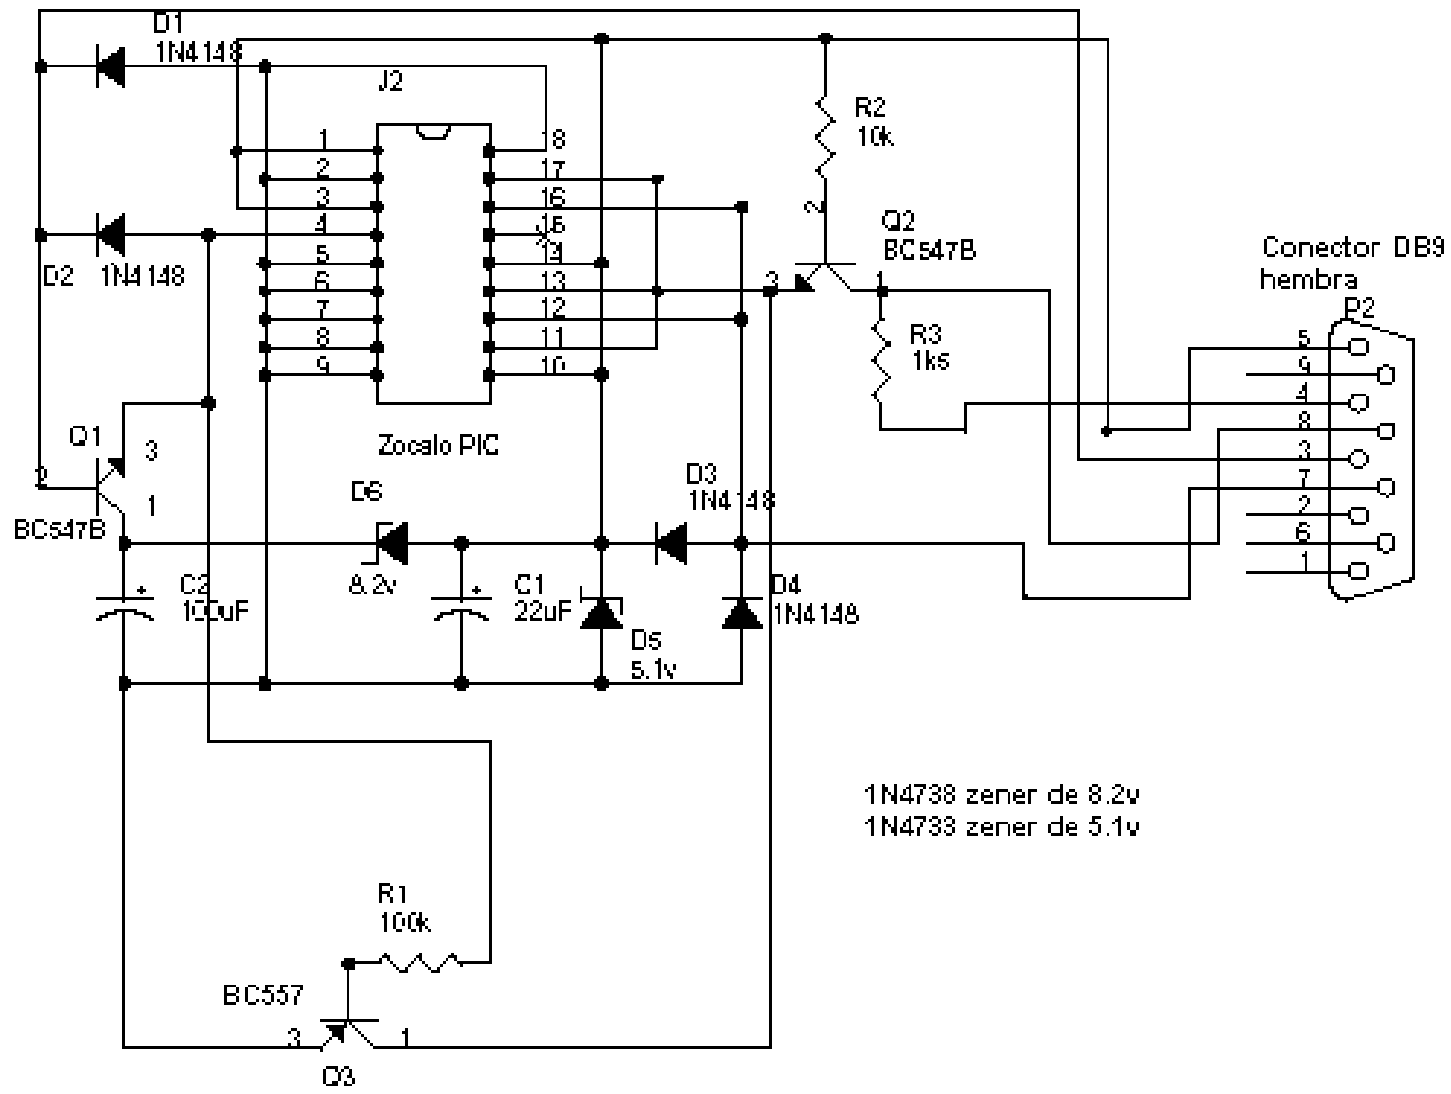 D1
1N4148
J2
1
2
3
4
5
6
7
8
9
18
17
16
15
14
13
12
11
10
R2
10k
2
Q2
BC547B
3
1
R3
1k5
Conector DB9
hembra
P2
5
9
4
8
3
7
2
6
1
D2
1N4148
Q1
3
2
1
BC547B
Zocalo PIC
D6
8.2v
D3
1N4148
C2
+
100uF
+
C1
22uF
D4
1N4148
D5
5.1v
1N4738 zener de 8.2v
1N4733 zener de 5.1v
R1
100k
BC557
3
1
Q3